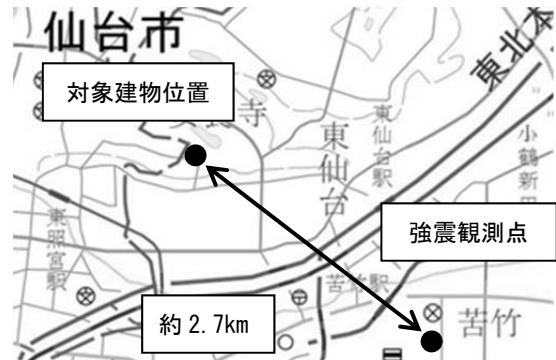 仙台市
対象建物位置
寺
東北本
東仙台
東仙台駅
小鶴新田
強震観測点
東照宮駅
苦竹駅
苦竹
約2.7km